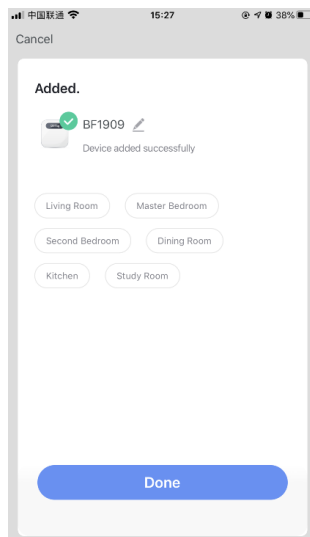 中国联通 15:27 38%
Cancel
Added.
BF1909
Device added successfully
Living Room Master Bedroom
Second Bedroom Dining Room
Kitchen Study Room
Done